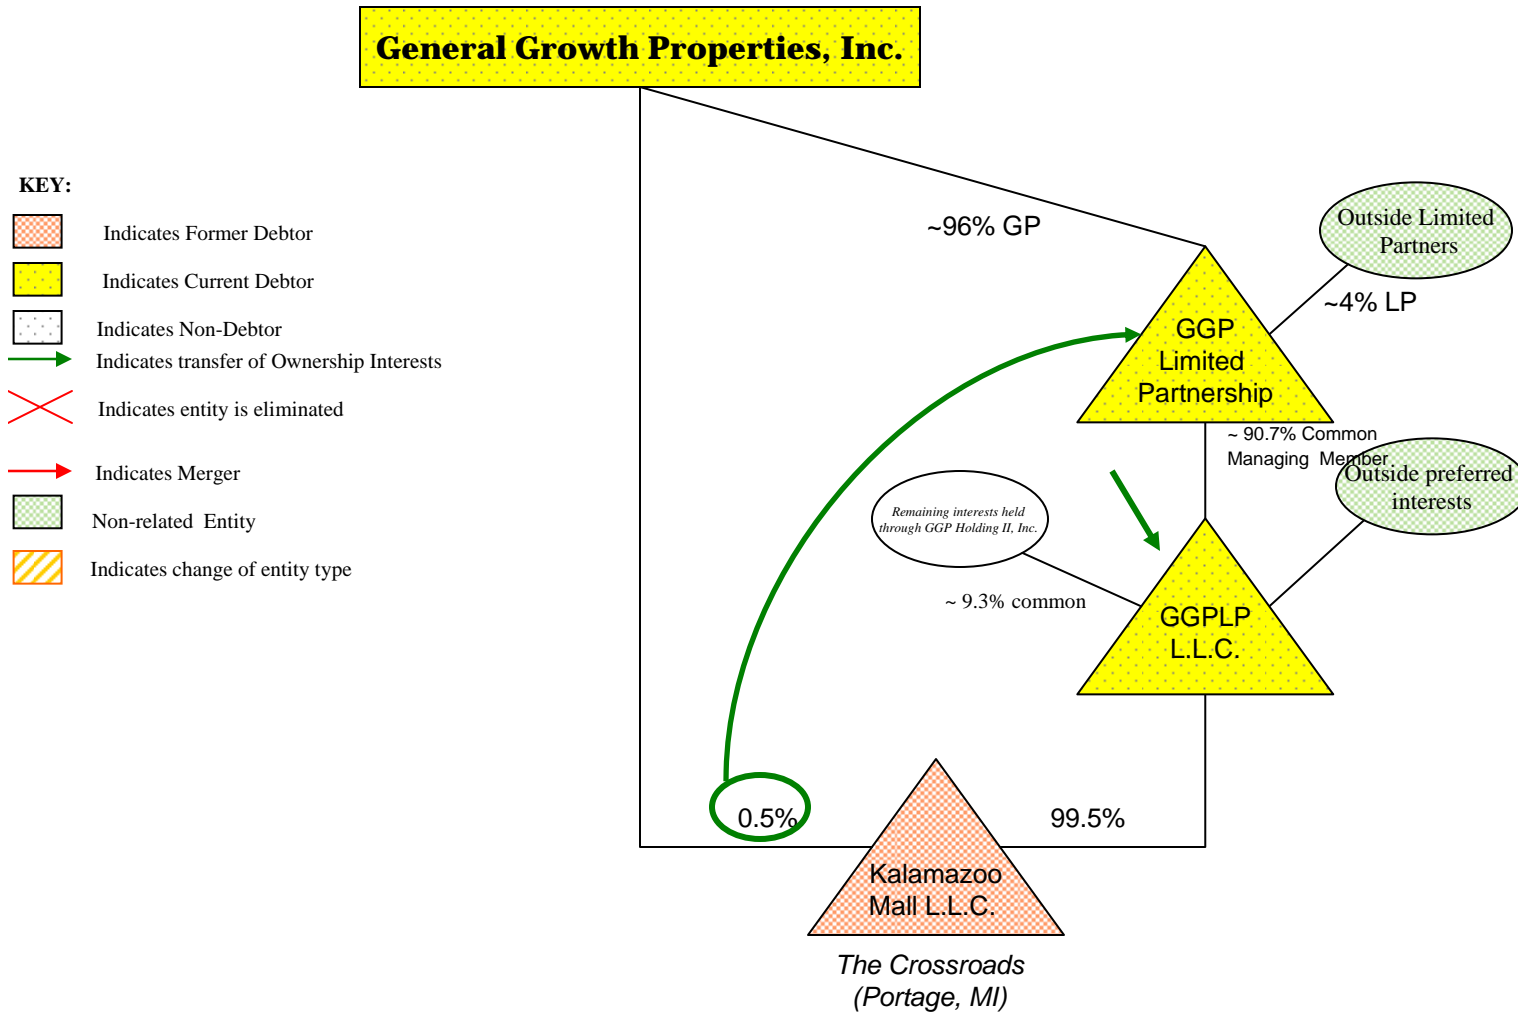 General Growth Properties, Inc.
KEY:
Indicates Former Debtor
Indicates Current Debtor
Indicates Non-Debtor
Indicates transfer of Ownership Interests
Indicates entity is eliminated
Indicates Merger
Non-related Entity
Indicates change of entity type
~96% GP
Outside Limited
Partners
~4% LP
GGP
Limited
Partnership
~ 90.7% Common
Managing Member
Outside preferred
interests
Remaining interests held
through GGP Holding II, Inc.
~ 9.3% common
GGPLP
L.L.C.
0.5%
99.5%
Kalamazoo
Mall L.L.C.
The Crossroads
(Portage, MI)